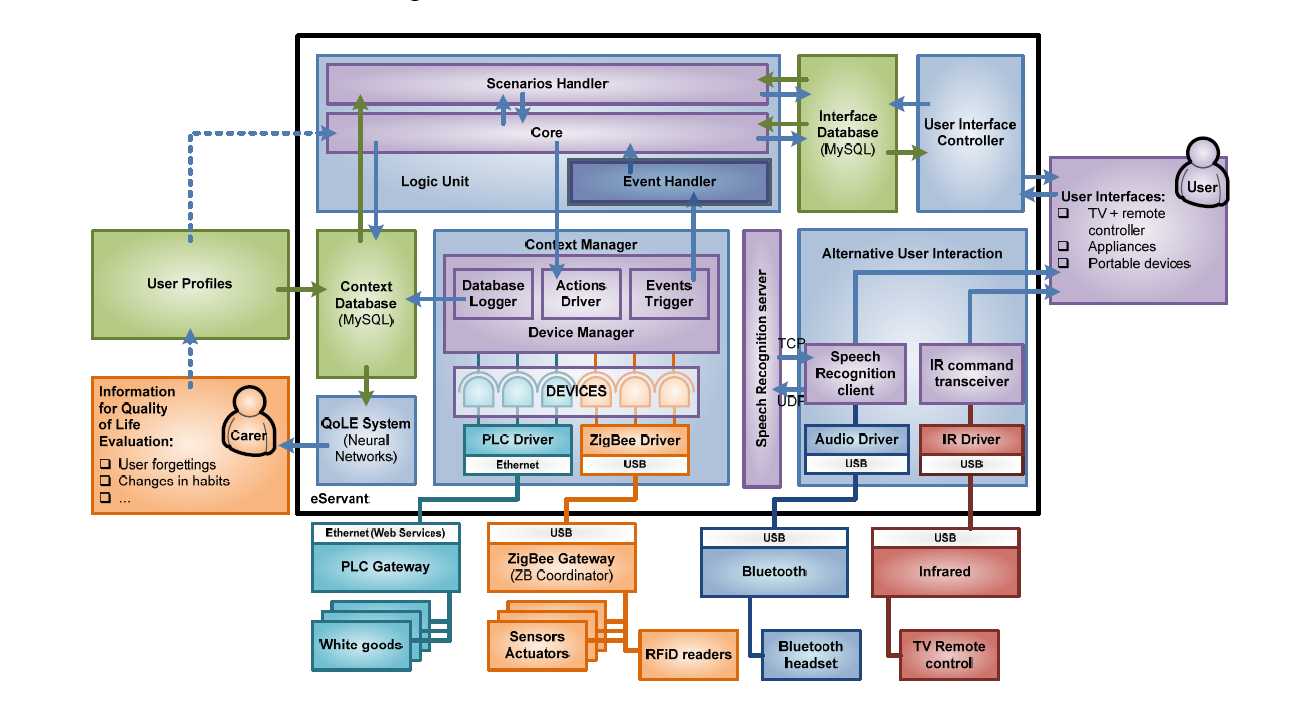 Scenarios Handler
Core
Logic Unit
Event Handler
Interface
Database
(MySQL)
User Interface
Controller
User
User Interfaces:
❑ TV + remote
controller
❑ Appliances
❑ Portable devices
User Profiles
Context
Database
(MySQL)
Context Manager
Database
Logger
Actions
Driver
Events
Trigger
Device Manager
DEVICES
PLC Driver
Ethernet
ZigBee Driver
USB
Speech Recognition server
Alternative User Interaction
TCP
UDP
Speech
Recognition
client
IR command
transceiver
Audio Driver
USB
IR Driver
USB
Information
for Quality
of Life
Evaluation:
❑ User forgettings
❑ Changes in habits
❑ ...
Carer
QoLE System
(Neural
Networks)
eServant
Ethernet (Web Services)
PLC Gateway
White goods
USB
ZigBee Gateway
(ZB Coordinator)
Sensors
Actuators
RFiD readers
USB
Bluetooth
Bluetooth
headset
USB
Infrared
TV Remote
control